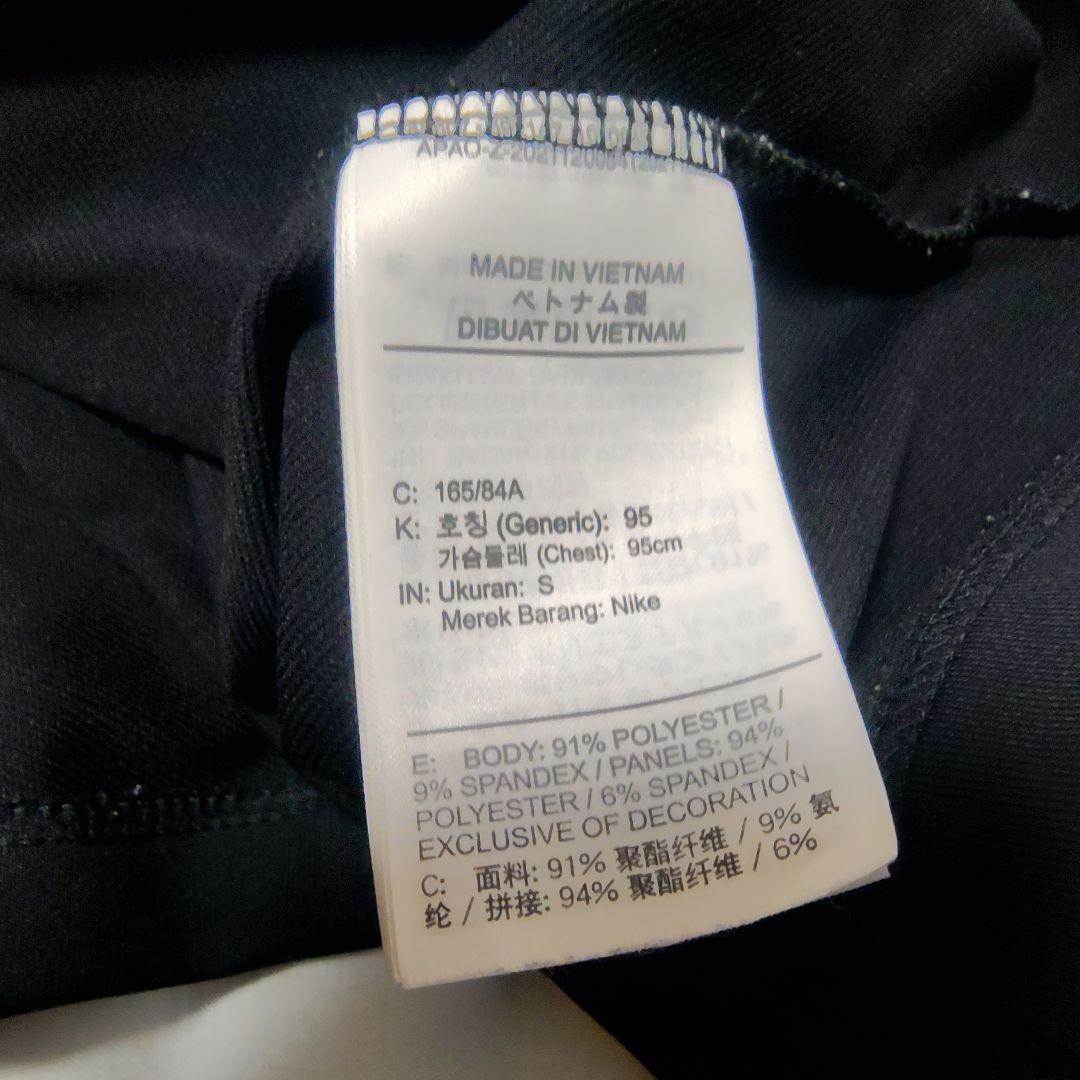 MADE IN VIETNAM
ベトナム製
DIBUAT DI VIETNAM
C: 165/84A
K: 호칭 (Generic): 95
가슴둘레 (Chest): 95cm
IN: Ukuran: S
Merek Barang: Nike
E: BODY: 91% POLYESTER /
9% SPANDEX / PANELS: 94%
POLYESTER / 6% SPANDEX /
EXCLUSIVE OF DECORATION
C: 面料: 91% 聚酯纤维 / 9% 氨
纶 / 拼接: 94% 聚酯纤维 / 6%